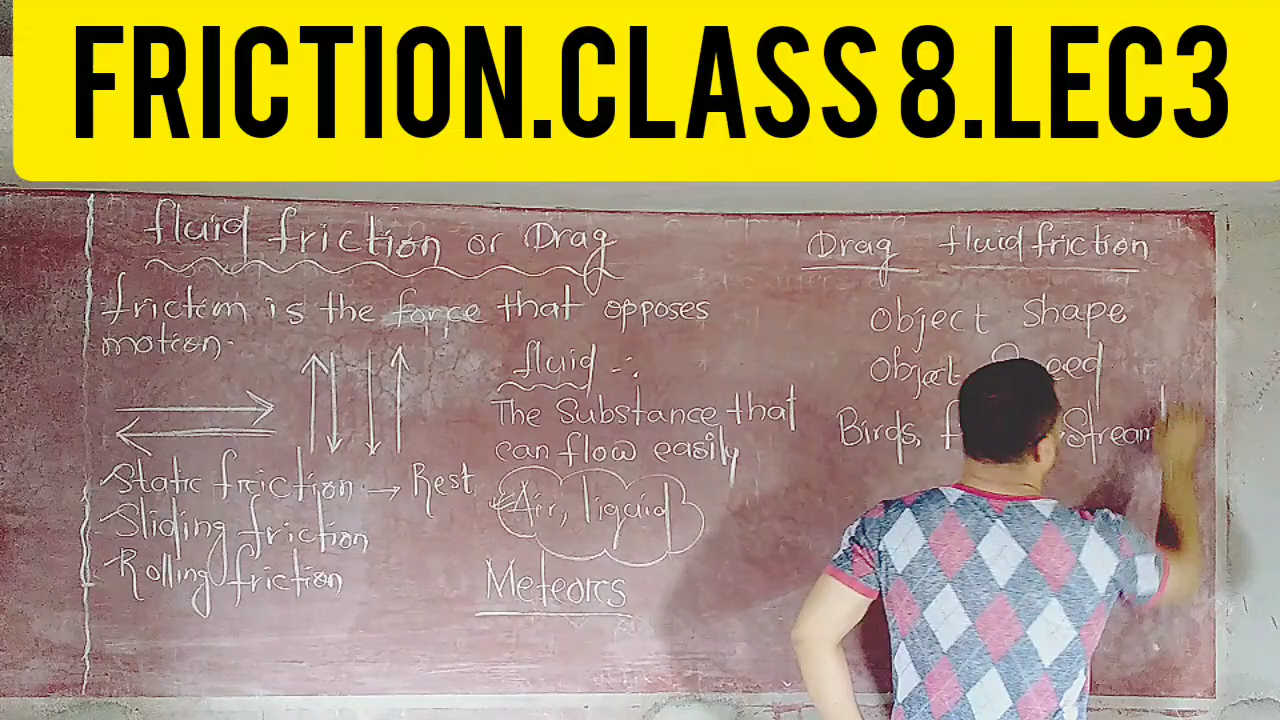 FRICTION.CLASS 8.LEC3
fluid friction or Drag
friction is the force that opposes
motion.
Static friction → Rest
Sliding friction
Rolling friction
fluid -:
The Substance that
can flow easily
Air, liquid
Meteors
Drag fluid friction
Object Shape
Object
Birds, Stream